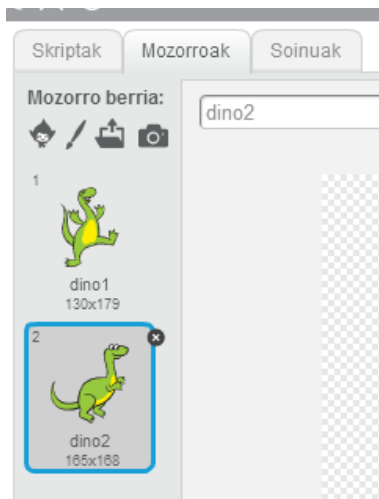 Skriptak
Mozorroak
Soinuak
Mozorro berria:
dino2
1
dino1
130x179
2
dino2
165x168